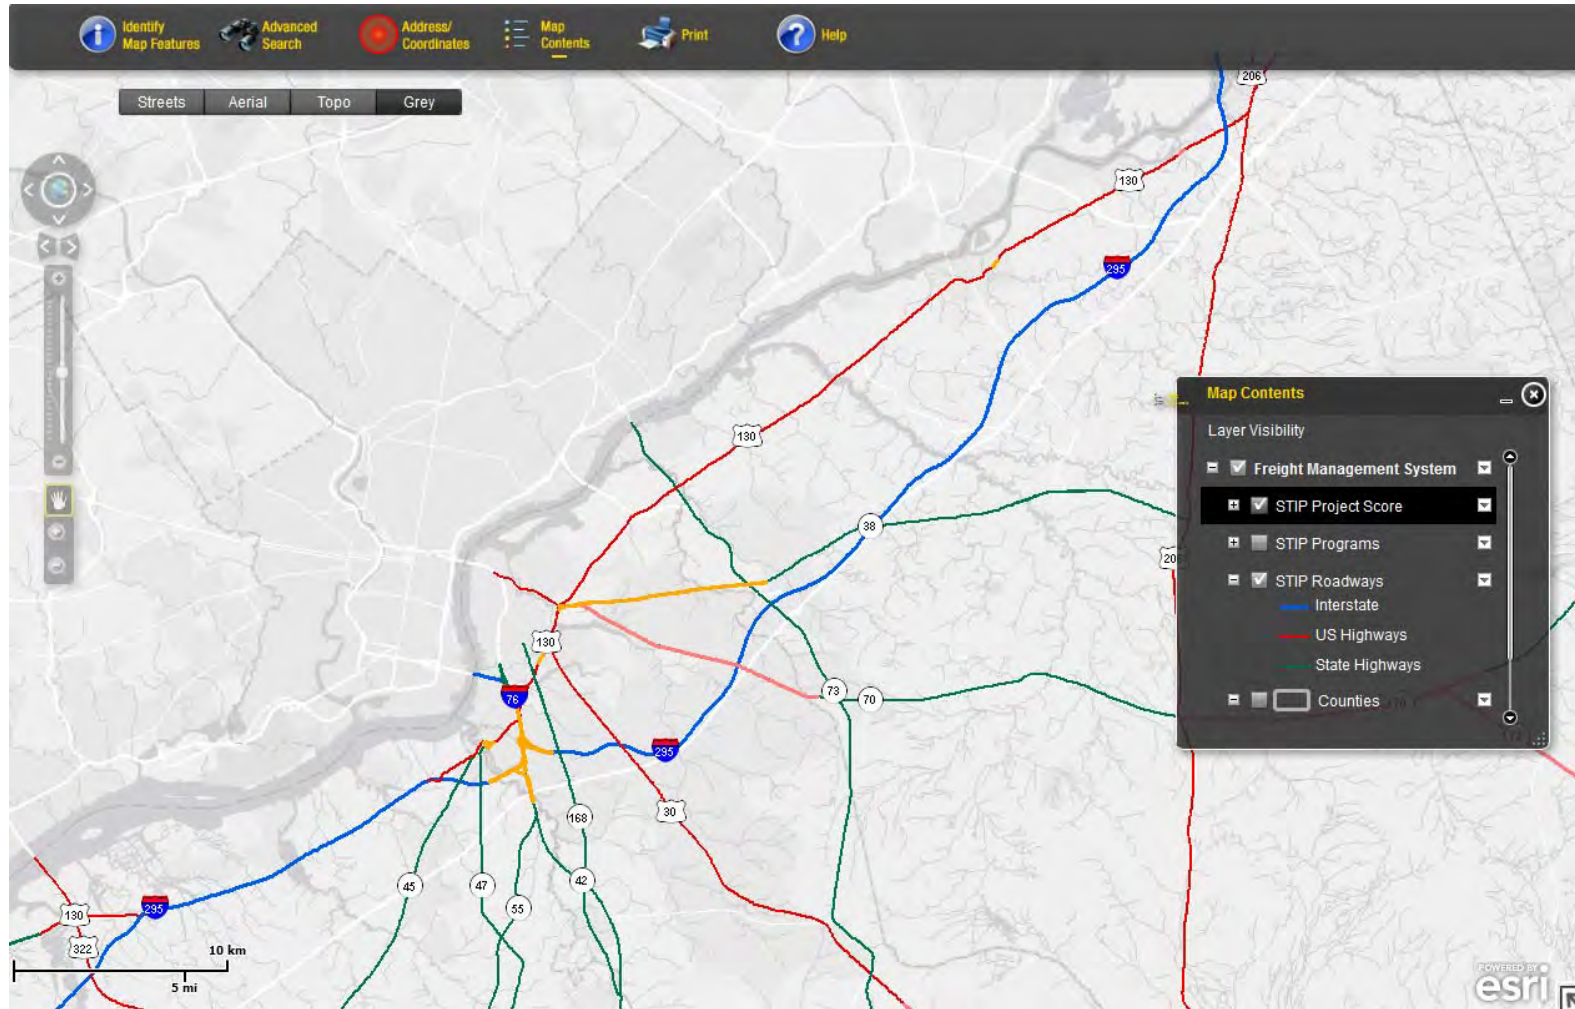 Identify
Map Features
Advanced
Search
Address/
Coordinates
Map
Contents
Print
Help
Streets
Aerial
Topo
Grey
206
130
295
130
38
130
76
73
70
295
30
168
45
47
42
55
295
130
322
10 km
5 mi
Map Contents
Layer Visibility
Freight Management System
STIP Project Score
STIP Programs
STIP Roadways
Interstate
US Highways
State Highways
Counties
POWERED BY
esri